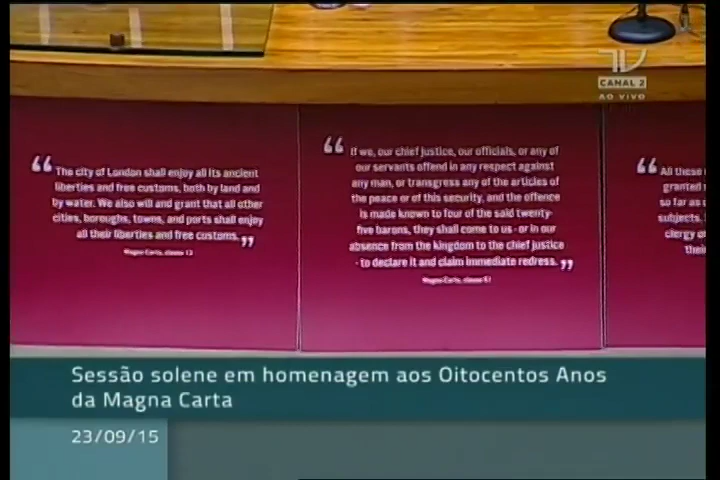 TV
CANAL 2
AO VIVO
“The city of London shall enjoy all its ancient
liberties and free customs, both by land and
by water. We also will and grant that all other
cities, boroughs, towns, and ports shall enjoy
all their liberties and free customs.”
Magna Carta, clause 13
“If we, our chief justice, our officials, or any of
our servants offend in any respect against
any man, or transgress any of the articles of
the peace or of this security, and the offence
is made known to four of the said twenty-
five barons, they shall come to us - or in our
absence from the kingdom to the chief justice
- to declare it and claim immediate redress.”
Magna Carta, clause 61
“All these
granted
so far as
subjects.
clergy o
their
Sessão solene em homenagem aos Oitocentos Anos
da Magna Carta
23/09/15